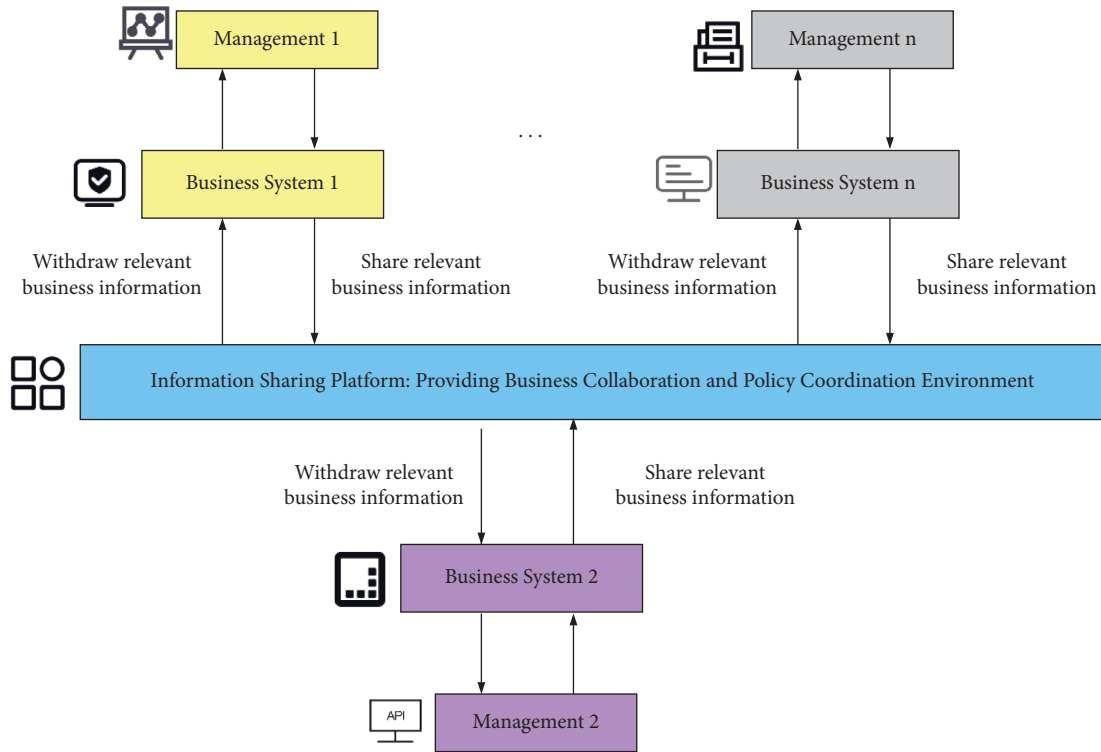 Management 1
Management n
...
Business System 1
Business System n
Withdraw relevant
business information
Share relevant
business information
Withdraw relevant
business information
Share relevant
business information
Information Sharing Platform: Providing Business Collaboration and Policy Coordination Environment
Withdraw relevant
business information
Share relevant
business information
Business System 2
API
Management 2